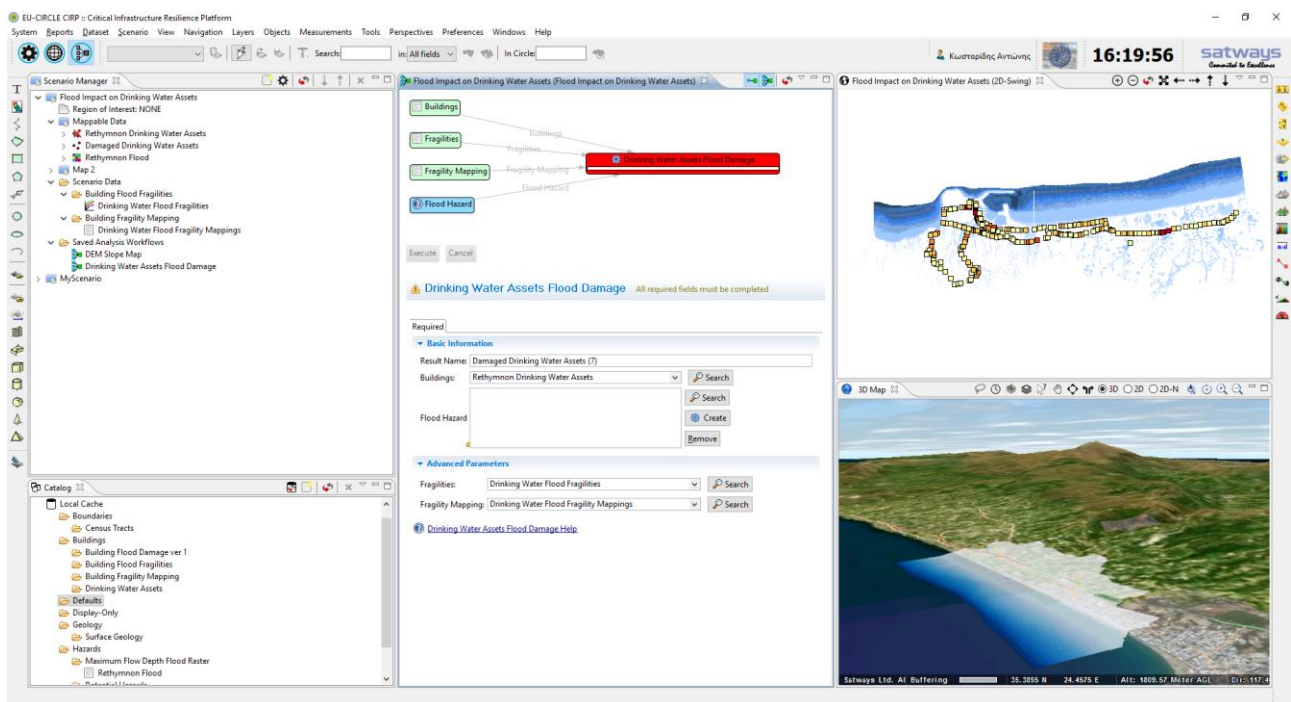 EU-CIRCLE CIRP :: Critical Infrastructure Resilience Platform
System Reports Dataset Scenario View Navigation Layers Objects Measurements Tools Perspectives Preferences Windows Help
Search: in: All fields In Circle:
Κωσταρίδης Αντώνης
16:19:56
satways
Committed to Excellence
Scenario Manager
Flood Impact on Drinking Water Assets
Region of Interest: NONE
Mappable Data
Rethymnon Drinking Water Assets
Damaged Drinking Water Assets
Rethymnon Flood
Map 2
Scenario Data
Building Flood Fragilities
Drinking Water Flood Fragilities
Building Fragility Mapping
Drinking Water Flood Fragility Mappings
Saved Analysis Workflows
DEM Slope Map
Drinking Water Assets Flood Damage
MyScenario
Catalog
Local Cache
Boundaries
Census Tracts
Buildings
Building Flood Damage ver 1
Building Flood Fragilities
Building Fragility Mapping
Drinking Water Assets
Defaults
Display-Only
Geology
Surface Geology
Hazards
Maximum Flow Depth Flood Raster
Rethymnon Flood
Flood Impact on Drinking Water Assets (Flood Impact on Drinking Water Assets)
Buildings
Fragilities
Fragility Mapping
Flood Hazard
Buildings
Fragilities
Fragility Mapping
Flood Hazard
Drinking Water Assets Flood Damage
Execute Cancel
Drinking Water Assets Flood Damage All required fields must be completed
Required
Basic Information
Result Name: Damaged Drinking Water Assets (7)
Buildings: Rethymnon Drinking Water Assets Search
Search
Flood Hazard Create
Remove
Advanced Parameters
Fragilities: Drinking Water Flood Fragilities Search
Fragility Mapping: Drinking Water Flood Fragility Mappings Search
Drinking Water Assets Flood Damage Help
Flood Impact on Drinking Water Assets (2D-Swing)
3D Map
3D 2D 2D-N
Satways Ltd. Al Buffering 35.3895 N 24.4575 E Alt: 1809.57 Meter AGL Dir: 117.4